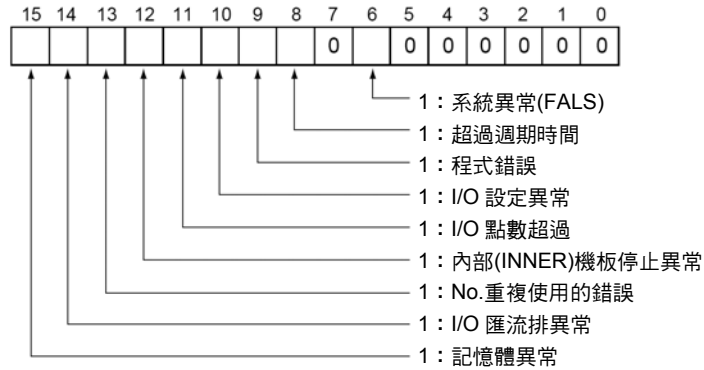 15 14 13 12 11 10 9 8 7 6 5 4 3 2 1 0
0 0 0 0 0 0 0
1：系統異常(FALS)
1：超過週期時間
1：程式錯誤
1：I/O 設定異常
1：I/O 點數超過
1：內部(INNER)機板停止異常
1：No.重複使用的錯誤
1：I/O 匯流排異常
1：記憶體異常